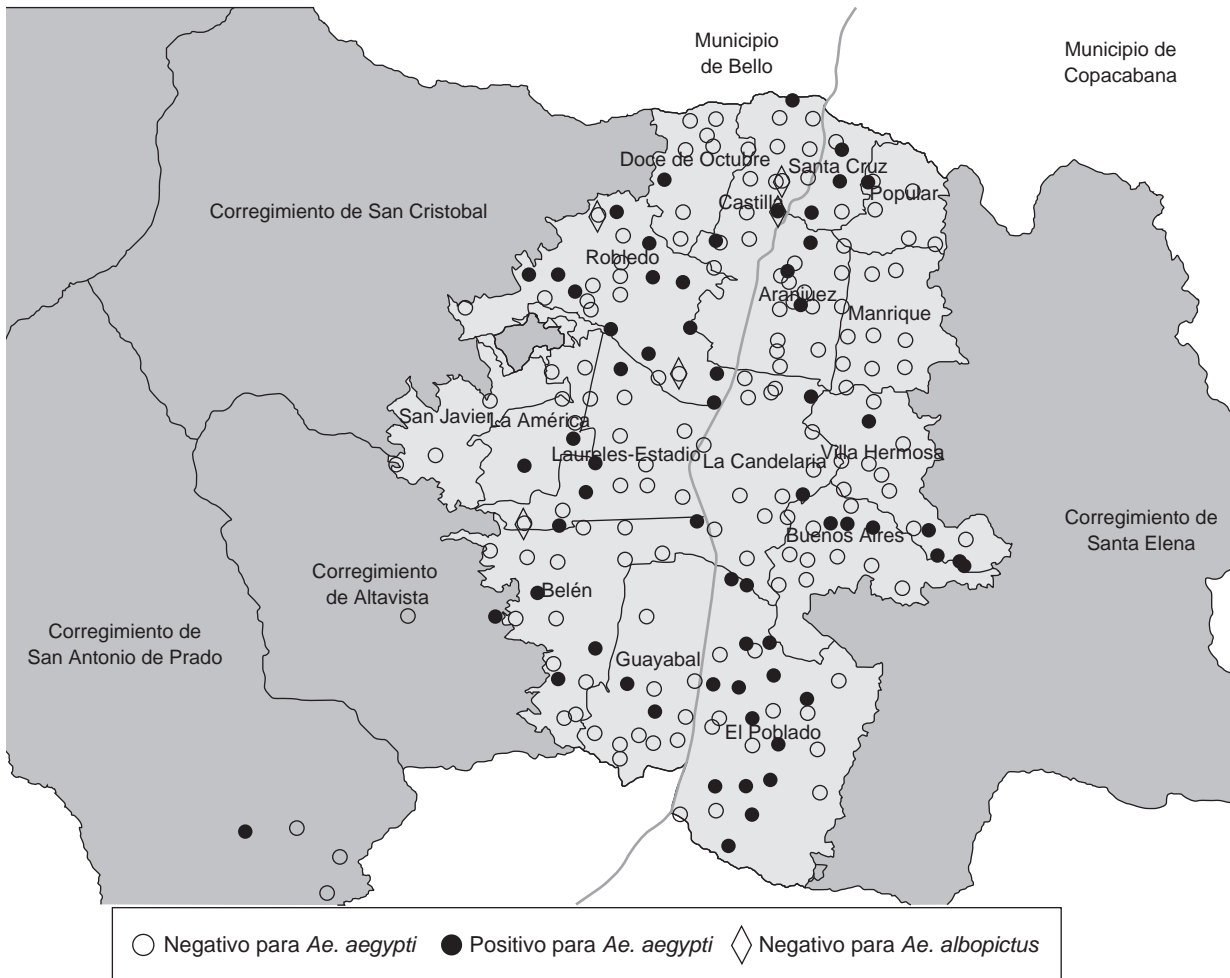 Municipio
de Bello
Municipio de
Copacabana
Doce de Octubre
Santa Cruz
Popular
Castilla
Corregimiento de San Cristobal
Robledo
Aranjuez
Manrique
San Javier
La América
Laureles-Estadio
La Candelaria
Villa Hermosa
Buenos Aires
Corregimiento de
Santa Elena
Corregimiento
de Altavista
Belén
Corregimiento de
San Antonio de Prado
Guayabal
El Poblado
Negativo para Ae. aegypti
Positivo para Ae. aegypti
Negativo para Ae. albopictus